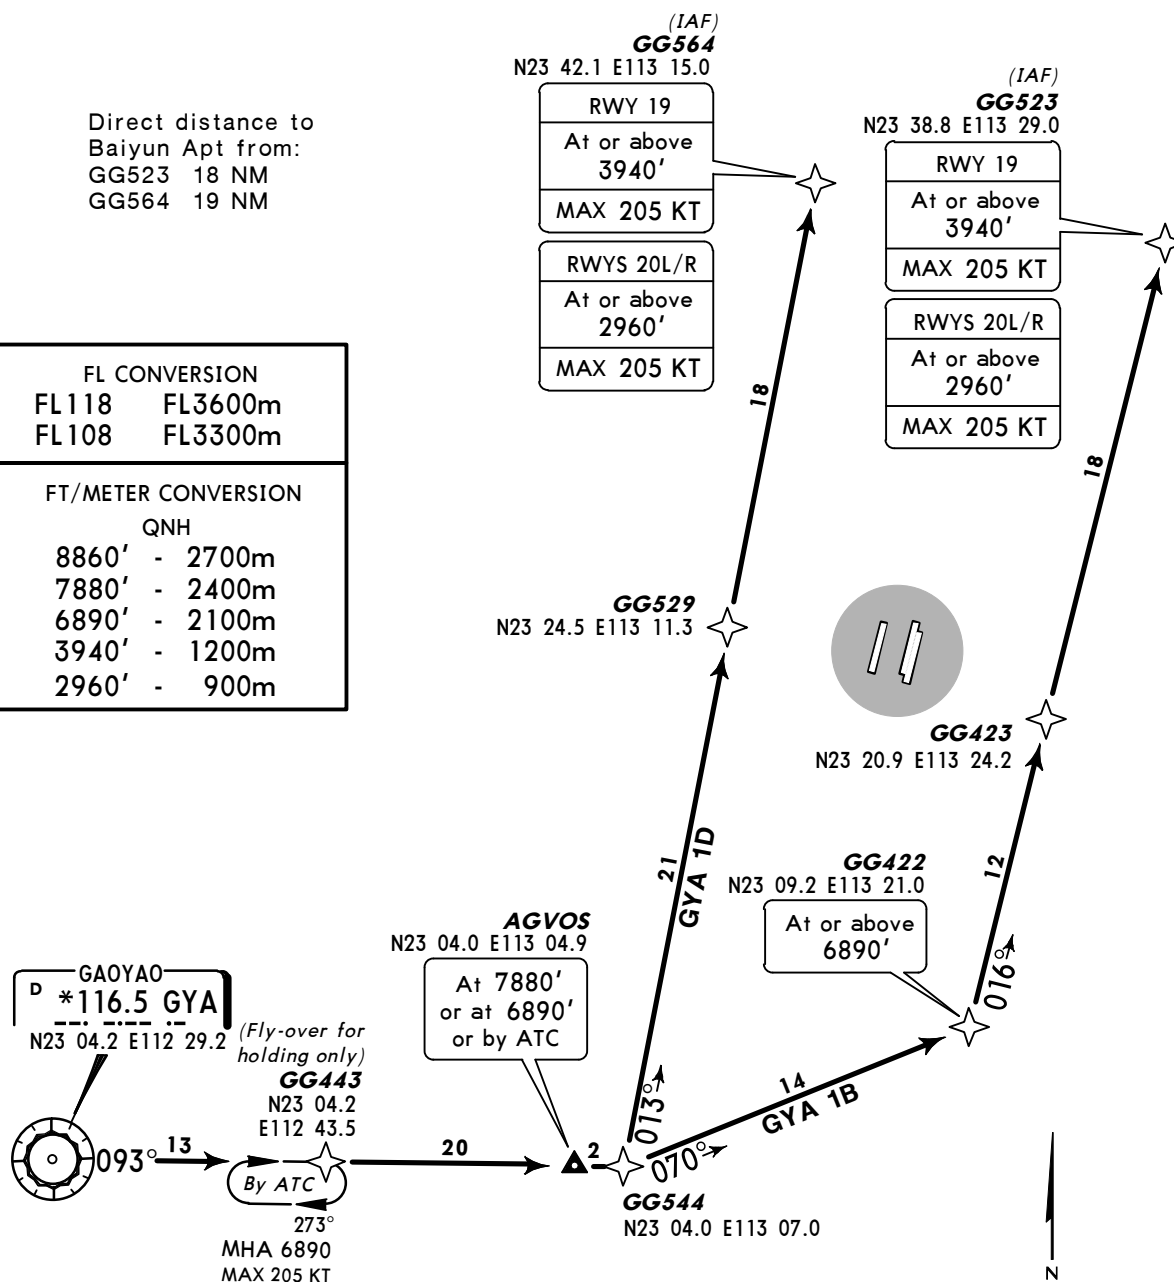 (IAF)
GG564
N23 42.1 E113 15.0
RWY 19
At or above
3940'
MAX 205 KT
RWYS 20L/R
At or above
2960'
MAX 205 KT
(IAF)
GG523
N23 38.8 E113 29.0
RWY 19
At or above
3940'
MAX 205 KT
RWYS 20L/R
At or above
2960'
MAX 205 KT
Direct distance to
Baiyun Apt from:
GG523 18 NM
GG564 19 NM
FL CONVERSION
FL118 FL3600m
FL108 FL3300m
FT/METER CONVERSION
QNH
8860' - 2700m
7880' - 2400m
6890' - 2100m
3940' - 1200m
2960' - 900m
18
18
GG529
N23 24.5 E113 11.3
GG423
N23 20.9 E113 24.2
21
GYA 1D
12
GG422
N23 09.2 E113 21.0
At or above
6890'
016°
AGVOS
N23 04.0 E113 04.9
At 7880'
or at 6890'
or by ATC
GAOYAO
D *116.5 GYA
N23 04.2 E112 29.2
(Fly-over for
holding only)
GG443
N23 04.2
E112 43.5
093°
13
By ATC
273°
MHA 6890
MAX 205 KT
20
2
013°
070°
14
GYA 1B
GG544
N23 04.0 E113 07.0
N